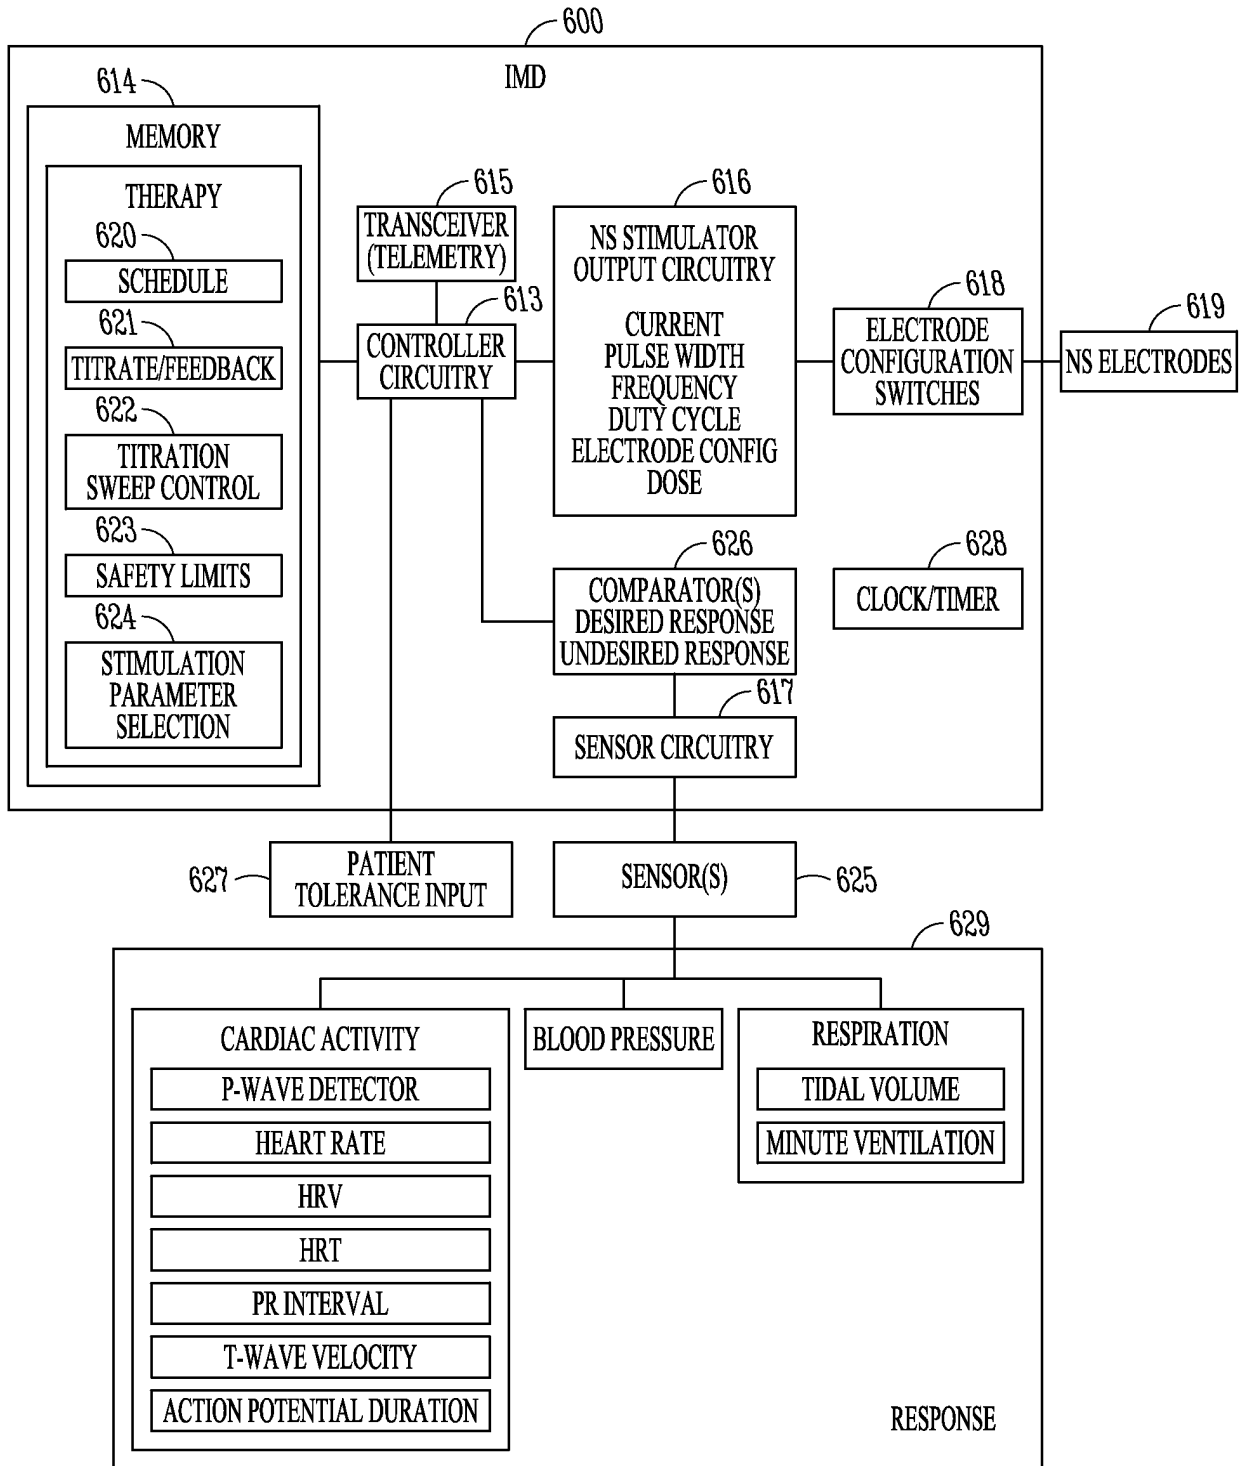 600
IMD
614
MEMORY
THERAPY
620
SCHEDULE
621
TITRATE/FEEDBACK
622
TITRATION
SWEEP CONTROL
623
SAFETY LIMITS
624
STIMULATION
PARAMETER
SELECTION
615
TRANSCEIVER
(TELEMETRY)
613
CONTROLLER
CIRCUITRY
616
NS STIMULATOR
OUTPUT CIRCUITRY
CURRENT
PULSE WIDTH
FREQUENCY
DUTY CYCLE
ELECTRODE CONFIG
DOSE
618
ELECTRODE
CONFIGURATION
SWITCHES
619
NS ELECTRODES
626
COMPARATOR(S)
DESIRED RESPONSE
UNDESIRED RESPONSE
628
CLOCK/TIMER
617
SENSOR CIRCUITRY
627
PATIENT
TOLERANCE INPUT
SENSOR(S)
625
629
CARDIAC ACTIVITY
P-WAVE DETECTOR
HEART RATE
HRV
HRT
PR INTERVAL
T-WAVE VELOCITY
ACTION POTENTIAL DURATION
BLOOD PRESSURE
RESPIRATION
TIDAL VOLUME
MINUTE VENTILATION
RESPONSE